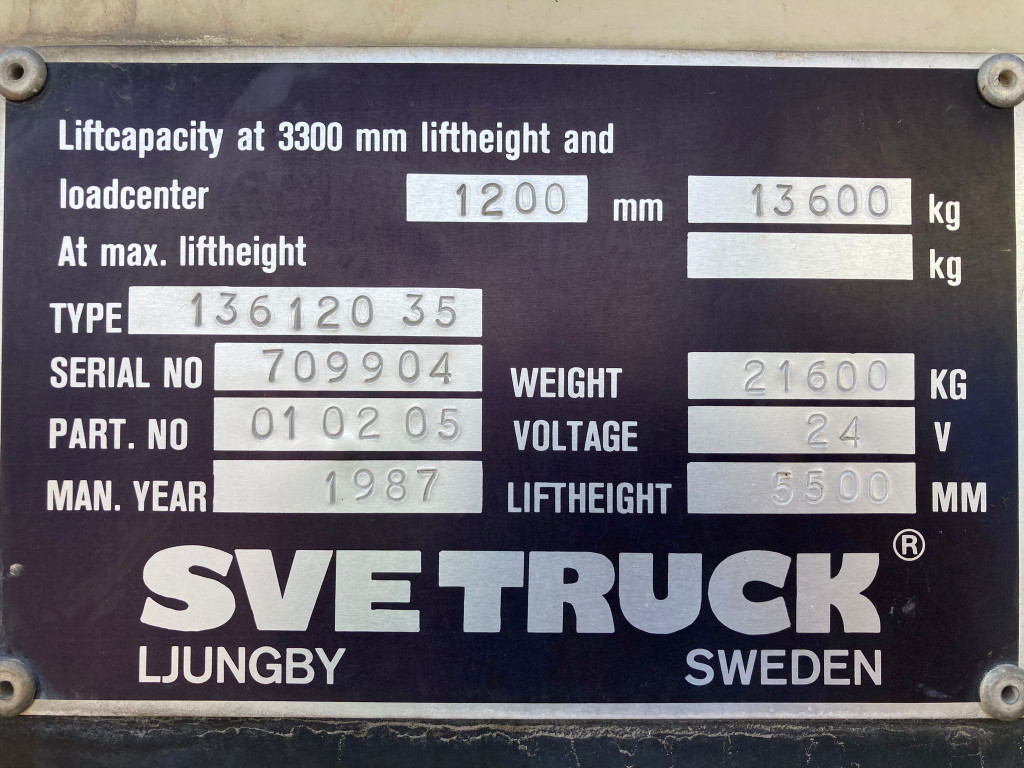 Liftcapacity at 3300 mm liftheight and
loadcenter 1200 mm 13600 kg
At max. liftheight kg
TYPE 136120 35
SERIAL NO 709904 WEIGHT 21600 KG
PART. NO 01 02 05 VOLTAGE 24 V
MAN. YEAR 1987 LIFTHEIGHT 5500 MM
SVETRUCK ®
LJUNGBY SWEDEN